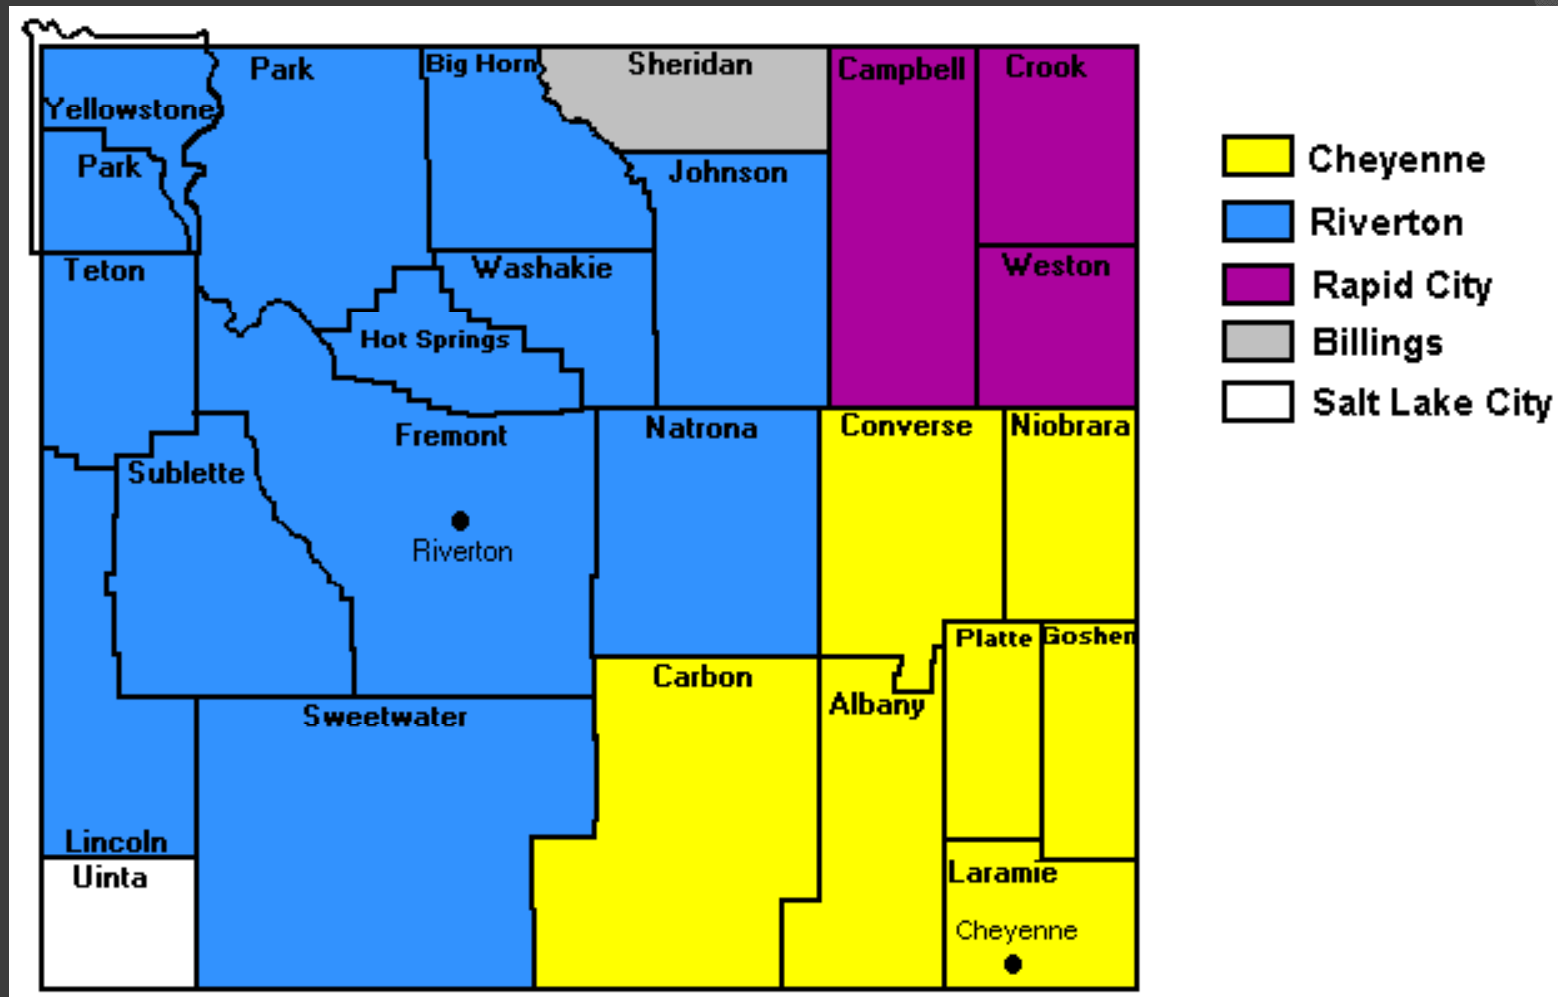 Park
Big Horn
Sheridan
Campbell
Crook
Yellowstone
Park
Johnson
Teton
Washakie
Weston
Hot Springs
Fremont
Natrona
Converse
Niobrara
Sublette
Riverton
Platte
Goshen
Carbon
Albany
Sweetwater
Lincoln
Uinta
Laramie
Cheyenne
Cheyenne
Riverton
Rapid City
Billings
Salt Lake City